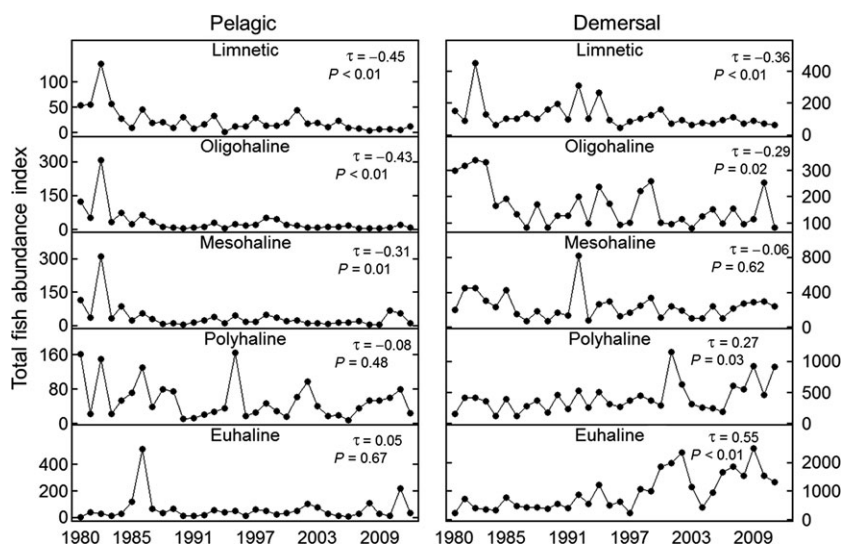 Pelagic
Demersal
Total fish abundance index
Limnetic
τ = −0.45
P < 0.01
100
50
0
Limnetic
τ = −0.36
P < 0.01
400
200
0
Oligohaline
τ = −0.43
P < 0.01
300
150
0
Oligohaline
τ = −0.29
P = 0.02
300
200
100
Mesohaline
τ = −0.31
P = 0.01
300
150
0
Mesohaline
τ = −0.06
P = 0.62
800
400
0
Polyhaline
τ = −0.08
P = 0.48
160
80
0
Polyhaline
τ = 0.27
P = 0.03
1000
500
0
Euhaline
τ = 0.05
P = 0.67
400
200
0
Euhaline
τ = 0.55
P < 0.01
2000
1000
0
1980 1985 1991 1997 2003 2009
1980 1985 1991 1997 2003 2009